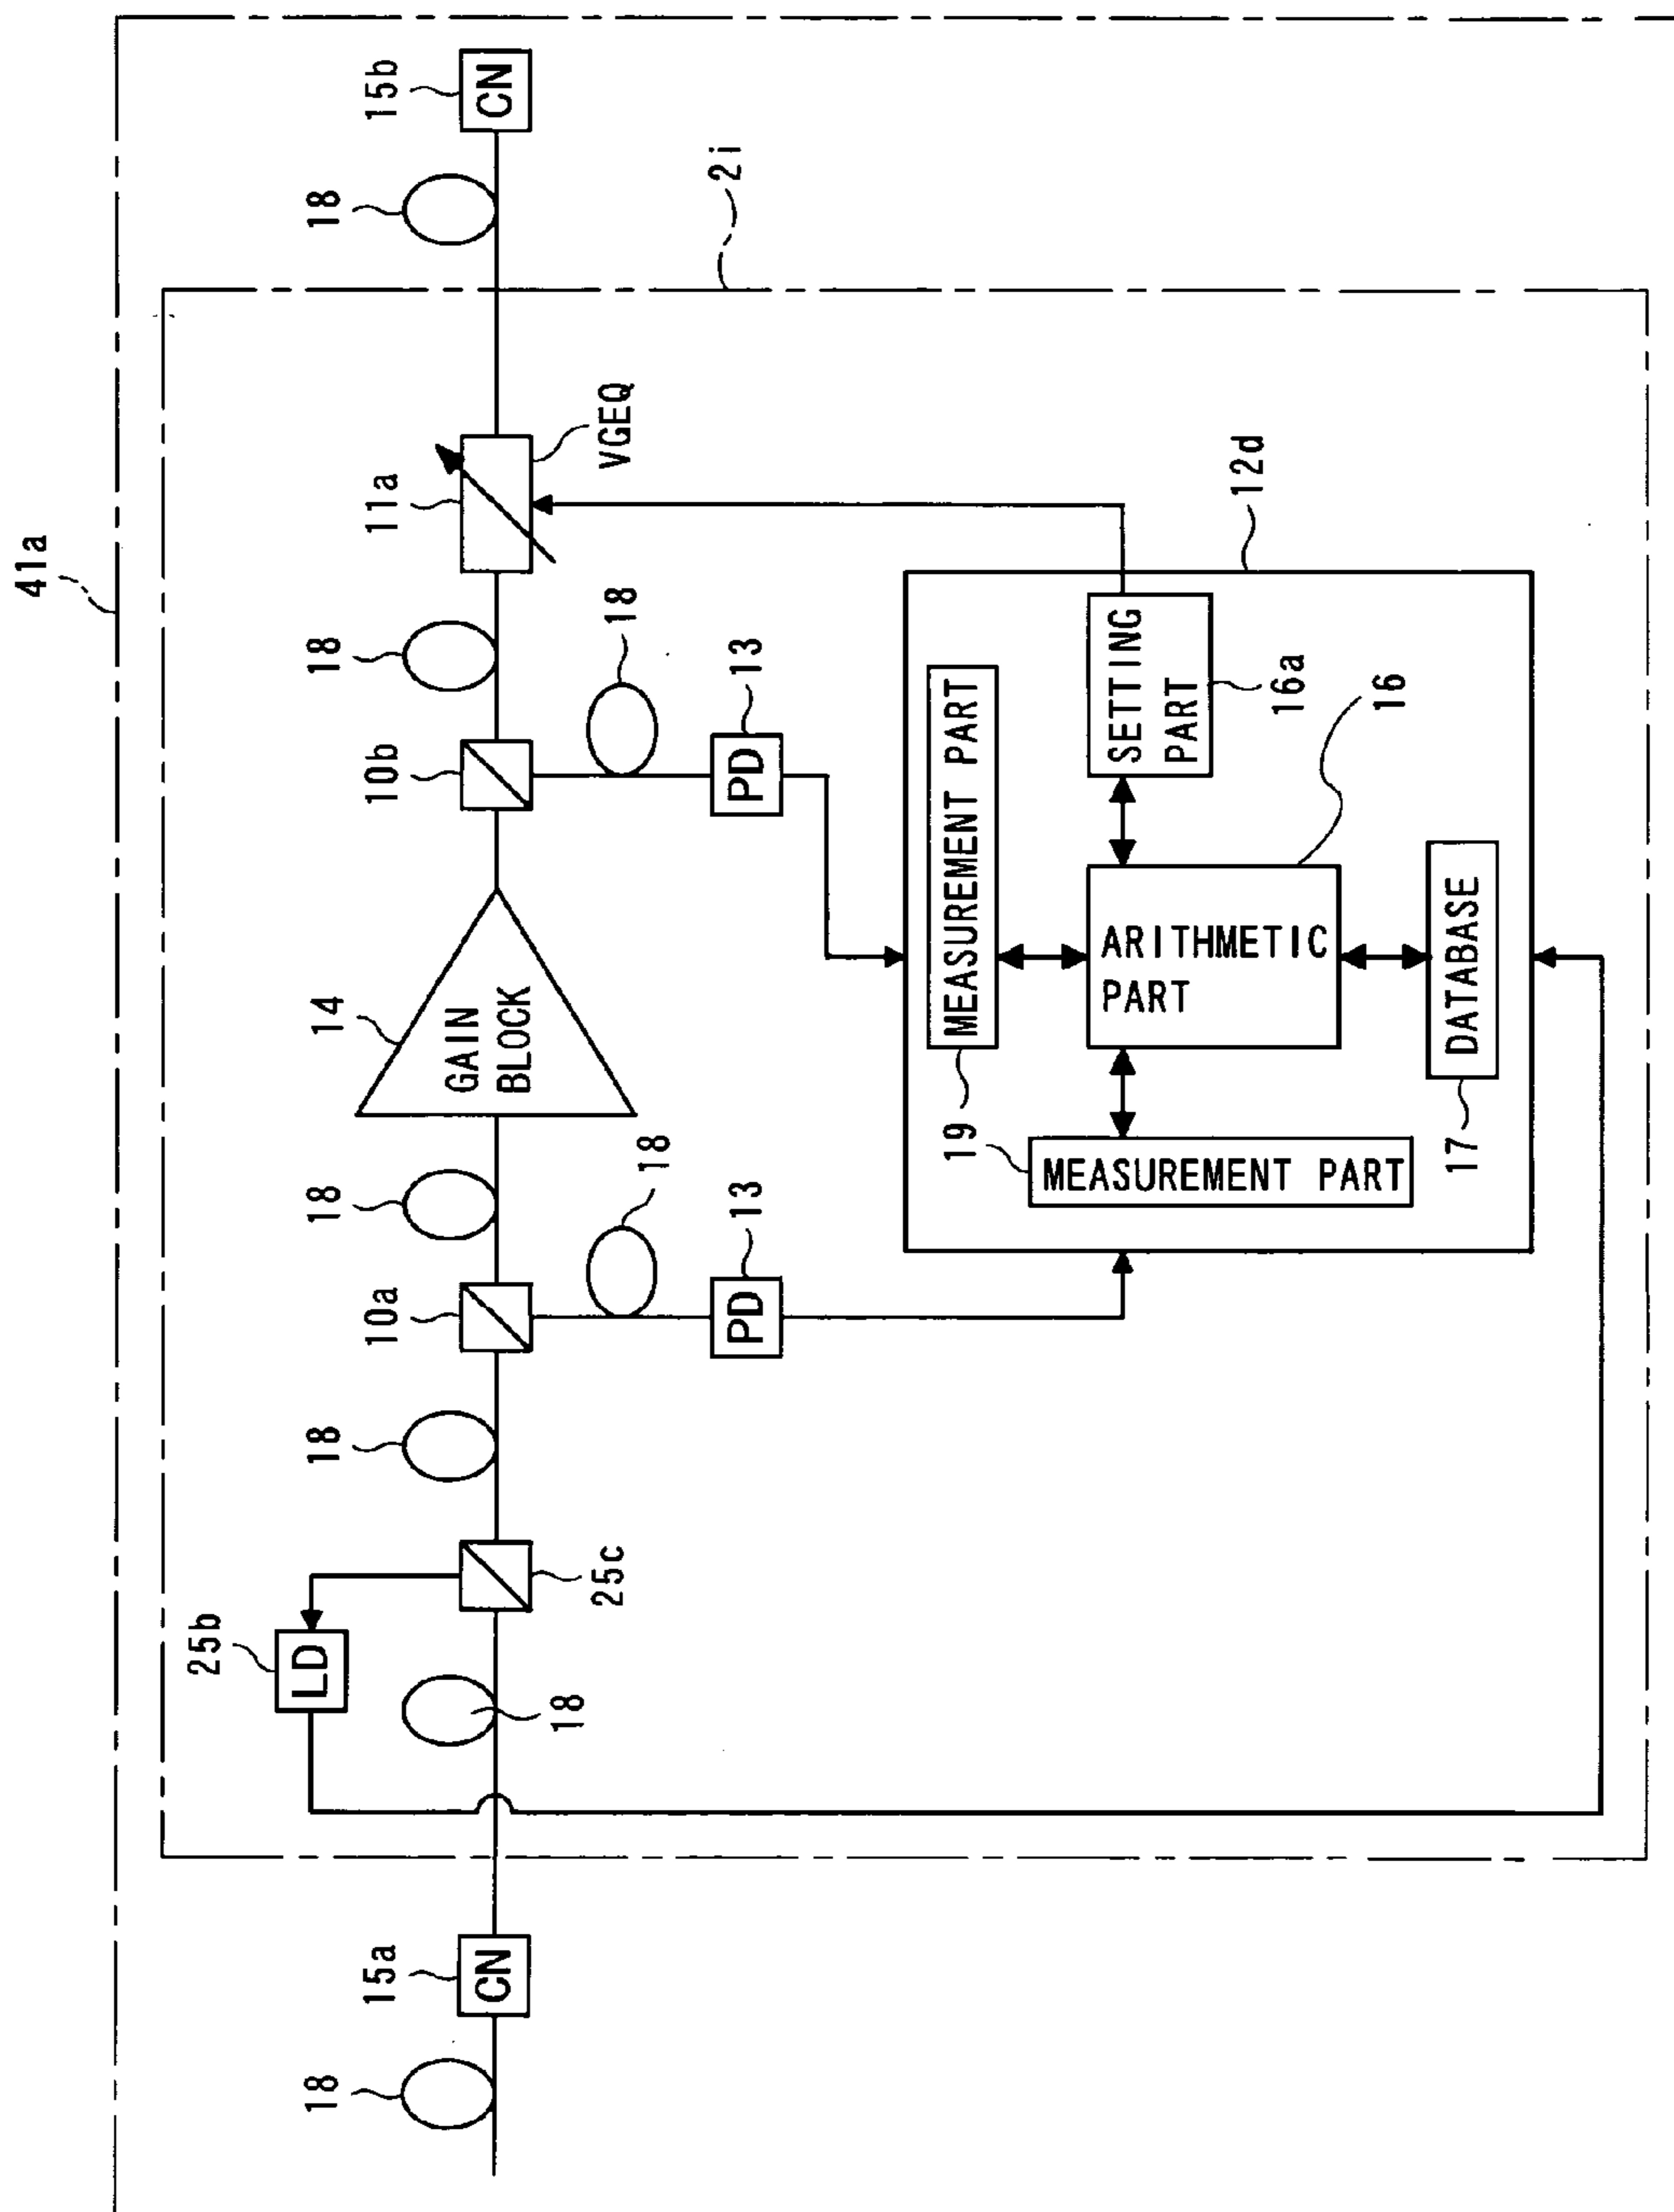 41a
18
15a
CN
25b
LD
18
25c
18
10a
18
18
13
PD
14
GAIN
BLOCK
10b
18
18
13
PD
11a
VGEQ
2i
18
15b
CN
12d
19
MEASUREMENT PART
MEASUREMENT PART
ARITHMETIC
PART
16
SETTING
PART
16a
17
DATABASE